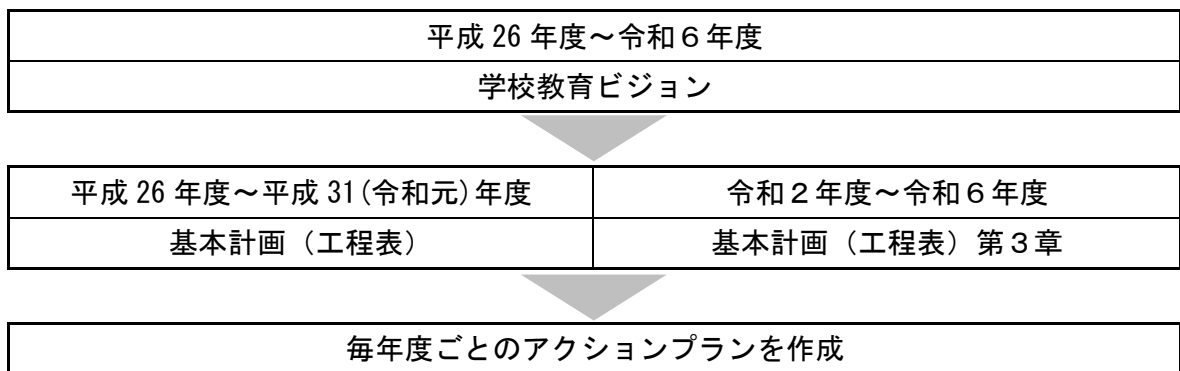 平成 26 年度～令和６年度
学校教育ビジョン
平成 26 年度～平成 31(令和元)年度
令和２年度～令和６年度
基本計画（工程表）
基本計画（工程表）第３章
毎年度ごとのアクションプランを作成